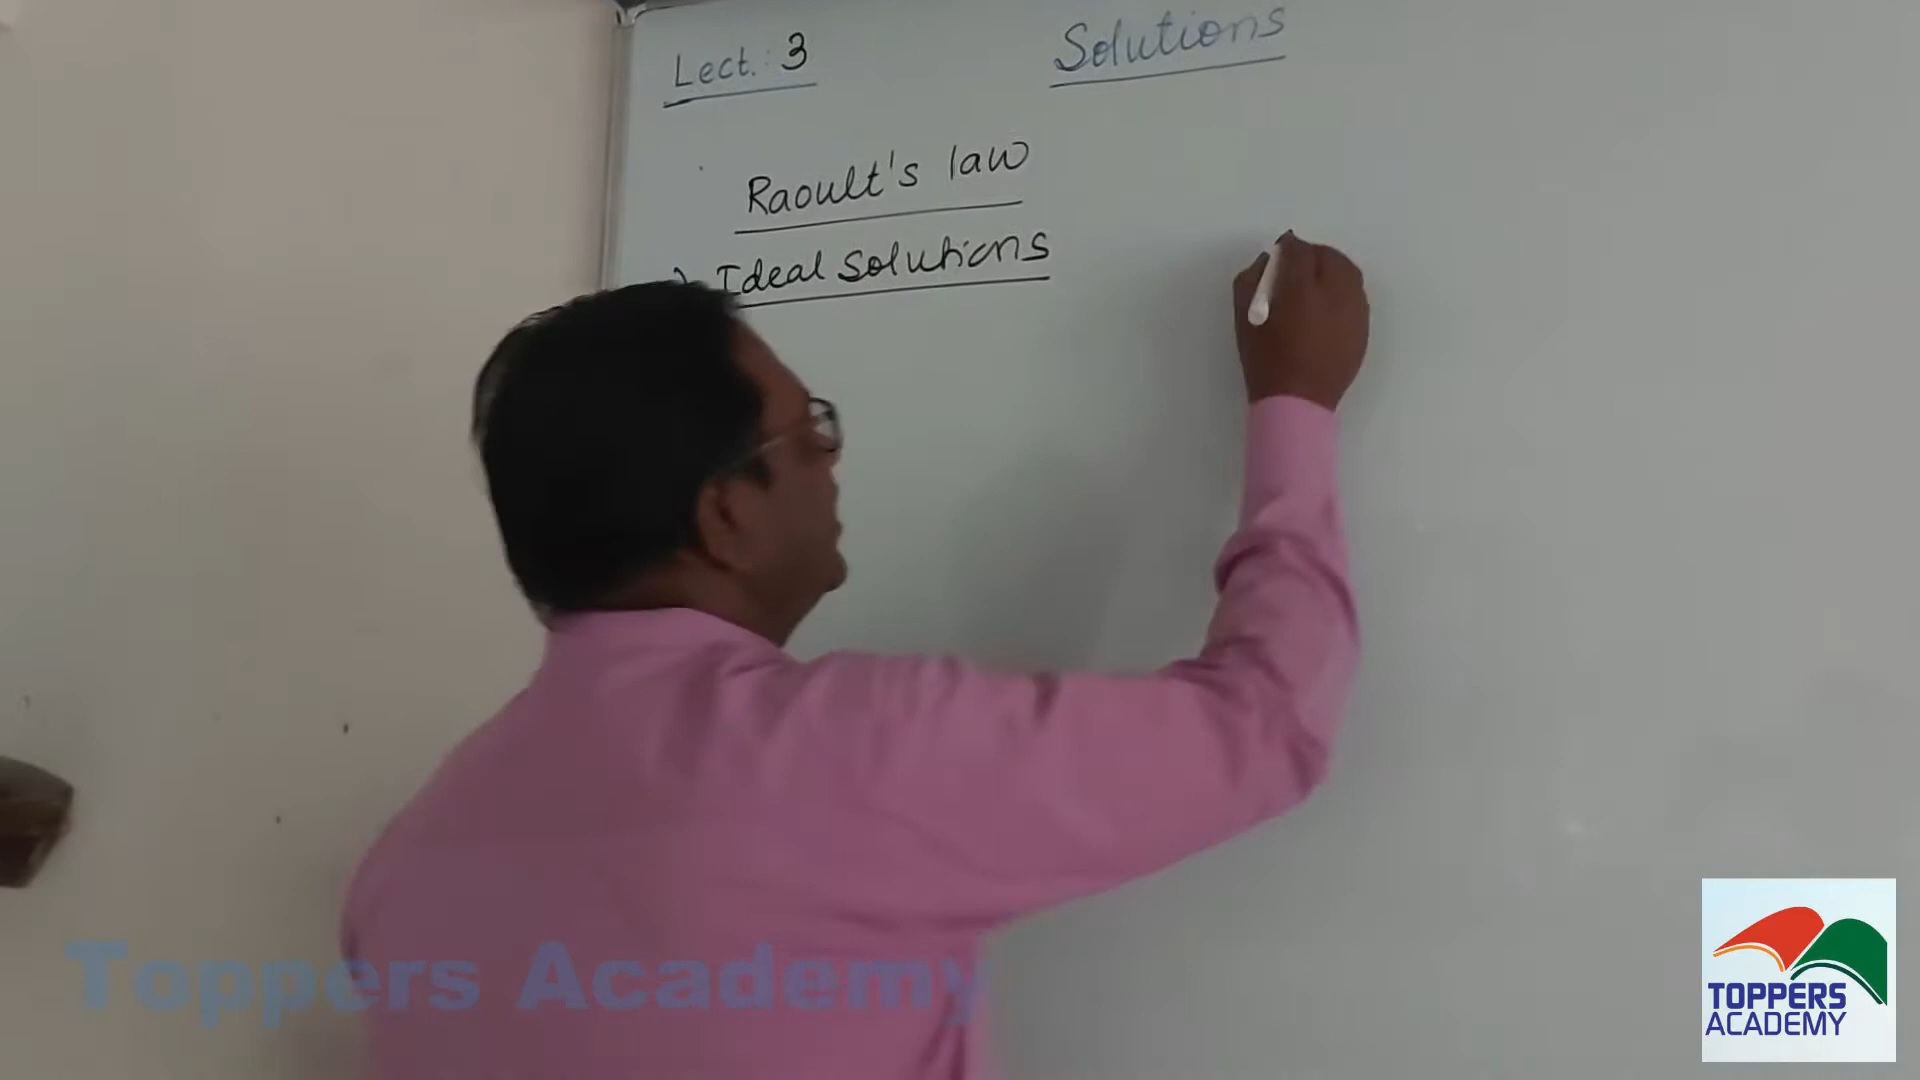 Lect. : 3
Solutions
Raoult's law
Ideal solutions
Toppers Academy
TOPPERS
ACADEMY